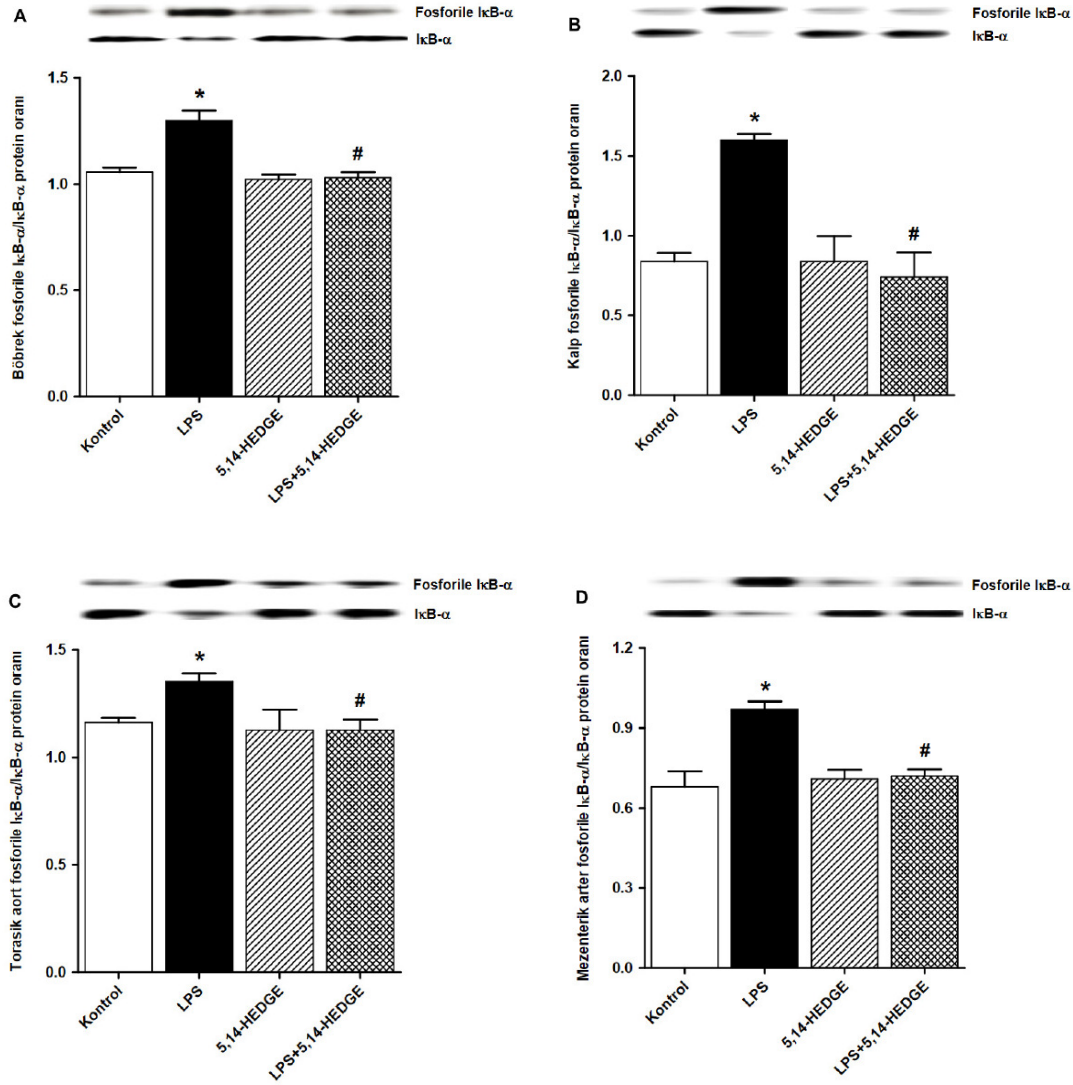 A
Fosforile IκB-α
IκB-α
Böbrek fosforile IκB-α/IκB-α protein oranı
1.5
1.0
0.5
0.0
*
#
Kontrol
LPS
5,14-HEDGE
LPS+5,14-HEDGE
B
Fosforile IκB-α
IκB-α
Kalp fosforile IκB-α/IκB-α protein oranı
2.0
1.5
1.0
0.5
0.0
*
#
Kontrol
LPS
5,14-HEDGE
LPS+5,14-HEDGE
C
Fosforile IκB-α
IκB-α
Torasik aort fosforile IκB-α/IκB-α protein oranı
1.5
1.0
0.5
0.0
*
#
Kontrol
LPS
5,14-HEDGE
LPS+5,14-HEDGE
D
Fosforile IκB-α
IκB-α
Mezenterik arter fosforile IκB-α/IκB-α protein oranı
1.2
0.9
0.6
0.3
0.0
*
#
Kontrol
LPS
5,14-HEDGE
LPS+5,14-HEDGE